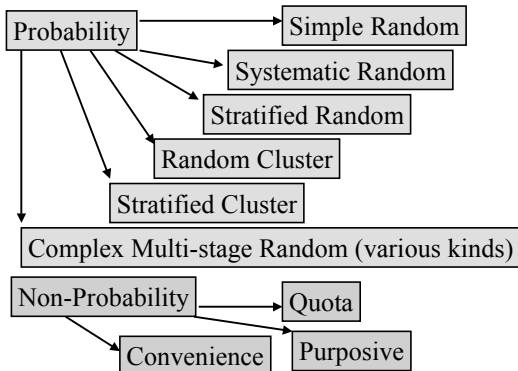 Probability
Simple Random
Systematic Random
Stratified Random
Random Cluster
Stratified Cluster
Complex Multi-stage Random (various kinds)
Non-Probability
Quota
Purposive
Convenience